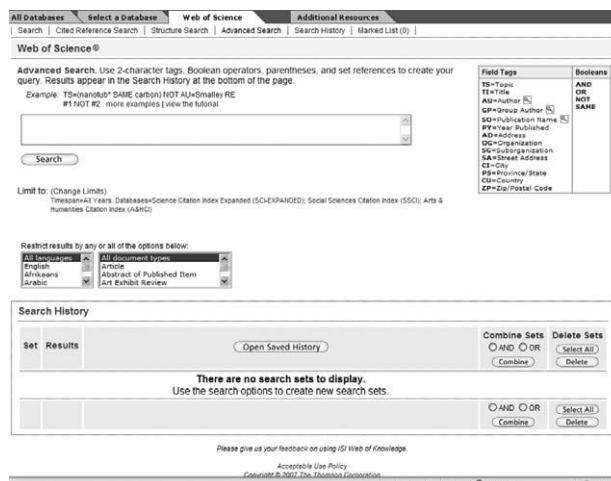 All Databases Select a Database Web of Science Additional Resources
Search | Cited Reference Search | Structure Search | Advanced Search | Search History | Marked List (0) |
Web of Science®
Advanced Search. Use 2-character tags, Boolean operators, parentheses, and set references to create your
query. Results appear in the Search History at the bottom of the page.
Example: TS=(nanotub* SAME carbon) NOT AU=Smalley RE
#1 NOT #2 more examples | view the tutorial
Search
Field Tags Booleans
TS=Topic AND
TI=Title OR
AU=Author NOT
GP=Group Author SAME
SO=Publication Name
PY=Year Published
AD=Address
OG=Organization
SG=Suborganization
SA=Street Address
CI=City
PS=Province/State
CU=Country
ZP=Zip/Postal Code
Limit to: (Change Limits)
Timespan=All Years. Databases=Science Citation Index Expanded (SCI-EXPANDED); Social Sciences Citation Index (SSCI); Arts &
Humanities Citation Index (A&HCI)
Restrict results by any or all of the options below:
All languages All document types
English Article
Afrikaans Abstract of Published Item
Arabic Art Exhibit Review
Search History
Set Results Open Saved History Combine Sets Delete Sets
AND OR Select All
Combine Delete
There are no search sets to display.
Use the search options to create new search sets.
AND OR Select All
Combine Delete
Please give us your feedback on using ISI Web of Knowledge.
Acceptable Use Policy
Copyright © 2007 The Thomson Corporation